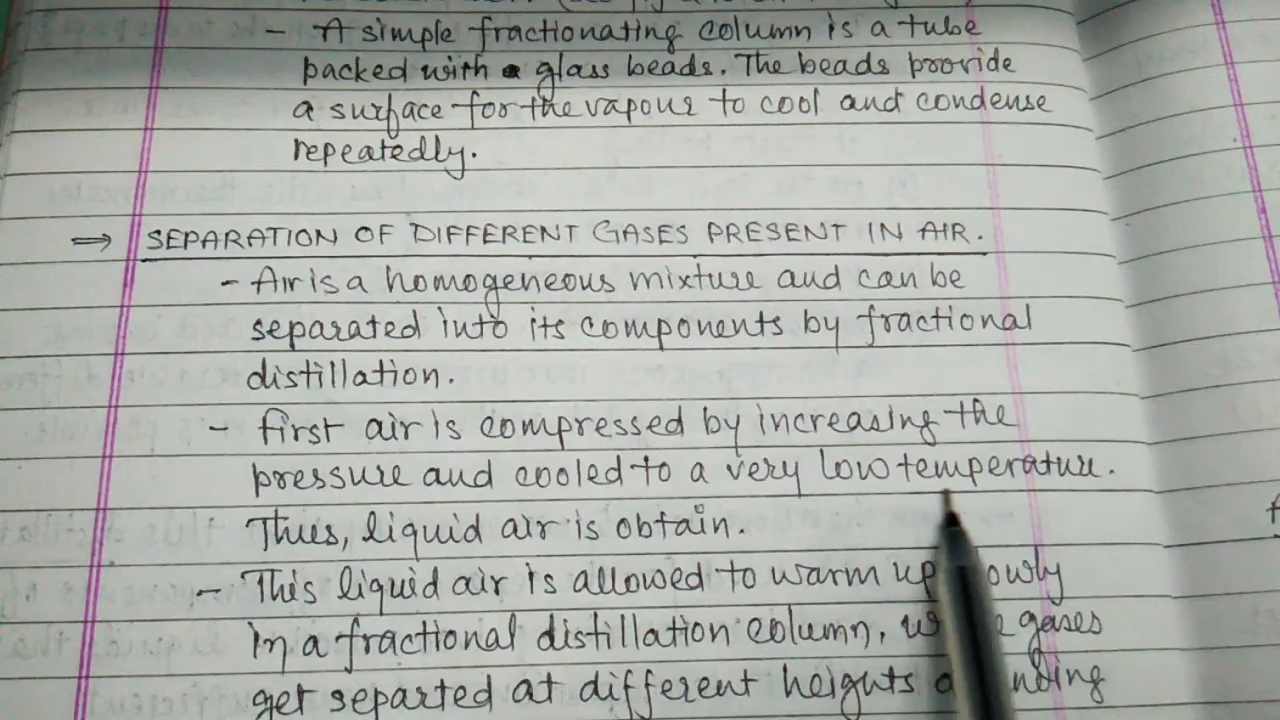 - A simple fractionating column is a tube
packed with glass beads. The beads provide
a surface for the vapour to cool and condense
repeatedly.
⇒ SEPARATION OF DIFFERENT GASES PRESENT IN AIR.
- Air is a homogeneous mixture and can be
separated into its components by fractional
distillation.
- first air is compressed by increasing the
pressure and cooled to a very low temperature.
Thus, liquid air is obtain.
- This liquid air is allowed to warm up
in a fractional distillation column, gases
get separted at different heights